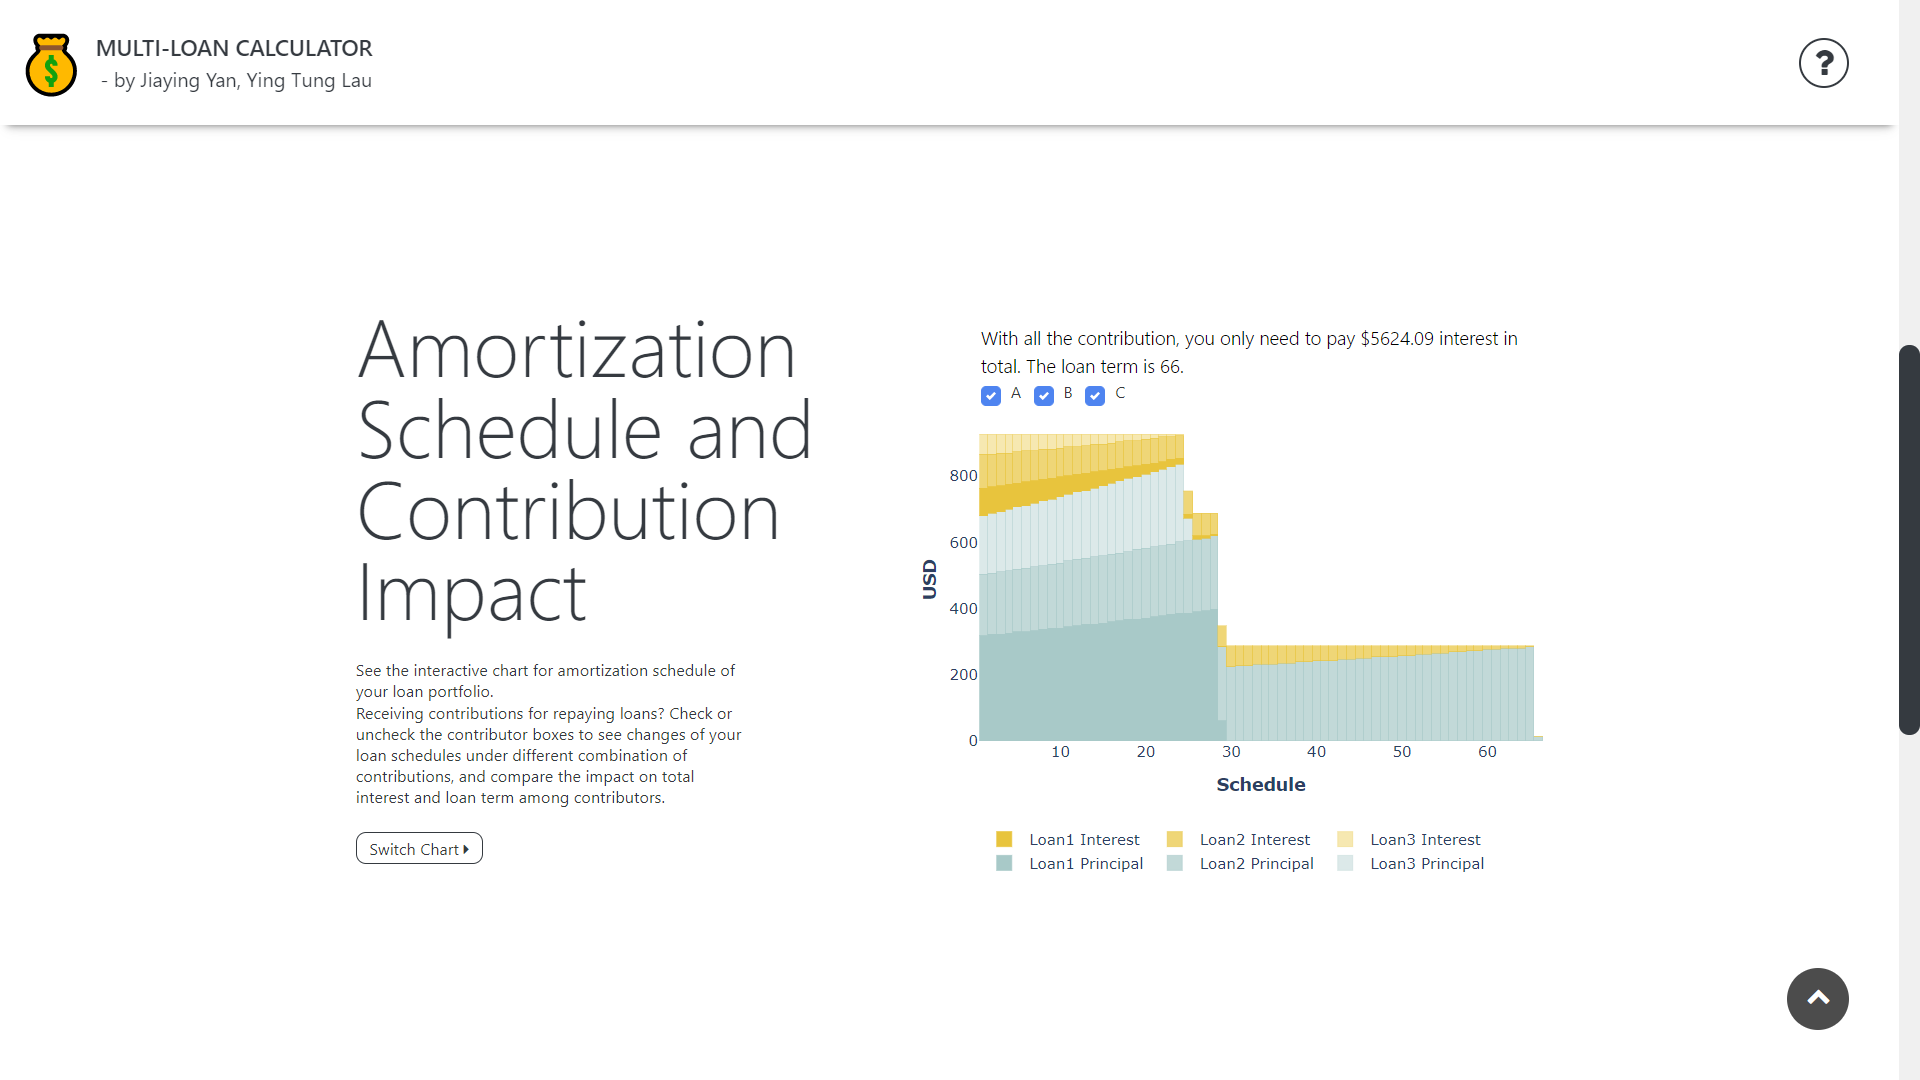 MULTI-LOAN CALCULATOR
- by Jiaying Yan, Ying Tung Lau
?
$
Amortization
Schedule and
Contribution
Impact
See the interactive chart for amortization schedule of
your loan portfolio.
Receiving contributions for repaying loans? Check or
uncheck the contributor boxes to see changes of your
loan schedules under different combination of
contributions, and compare the impact on total
interest and loan term among contributors.
Switch Chart
With all the contribution, you only need to pay $5624.09 interest in
total. The loan term is 66.
A B C
800
600
400
200
0
USD
10 20 30 40 50 60
Schedule
Loan1 Interest Loan2 Interest Loan3 Interest
Loan1 Principal Loan2 Principal Loan3 Principal